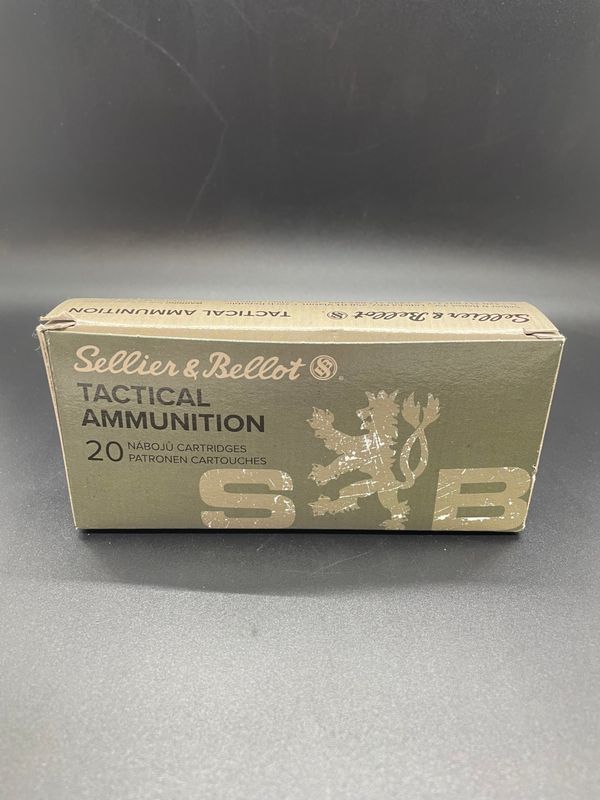 TACTICAL AMMUNITION
Sellier & Bellot
Sellier & Bellot ®
TACTICAL
AMMUNITION
20 NÁBOJŮ CARTRIDGES
PATRONEN CARTOUCHES
S B